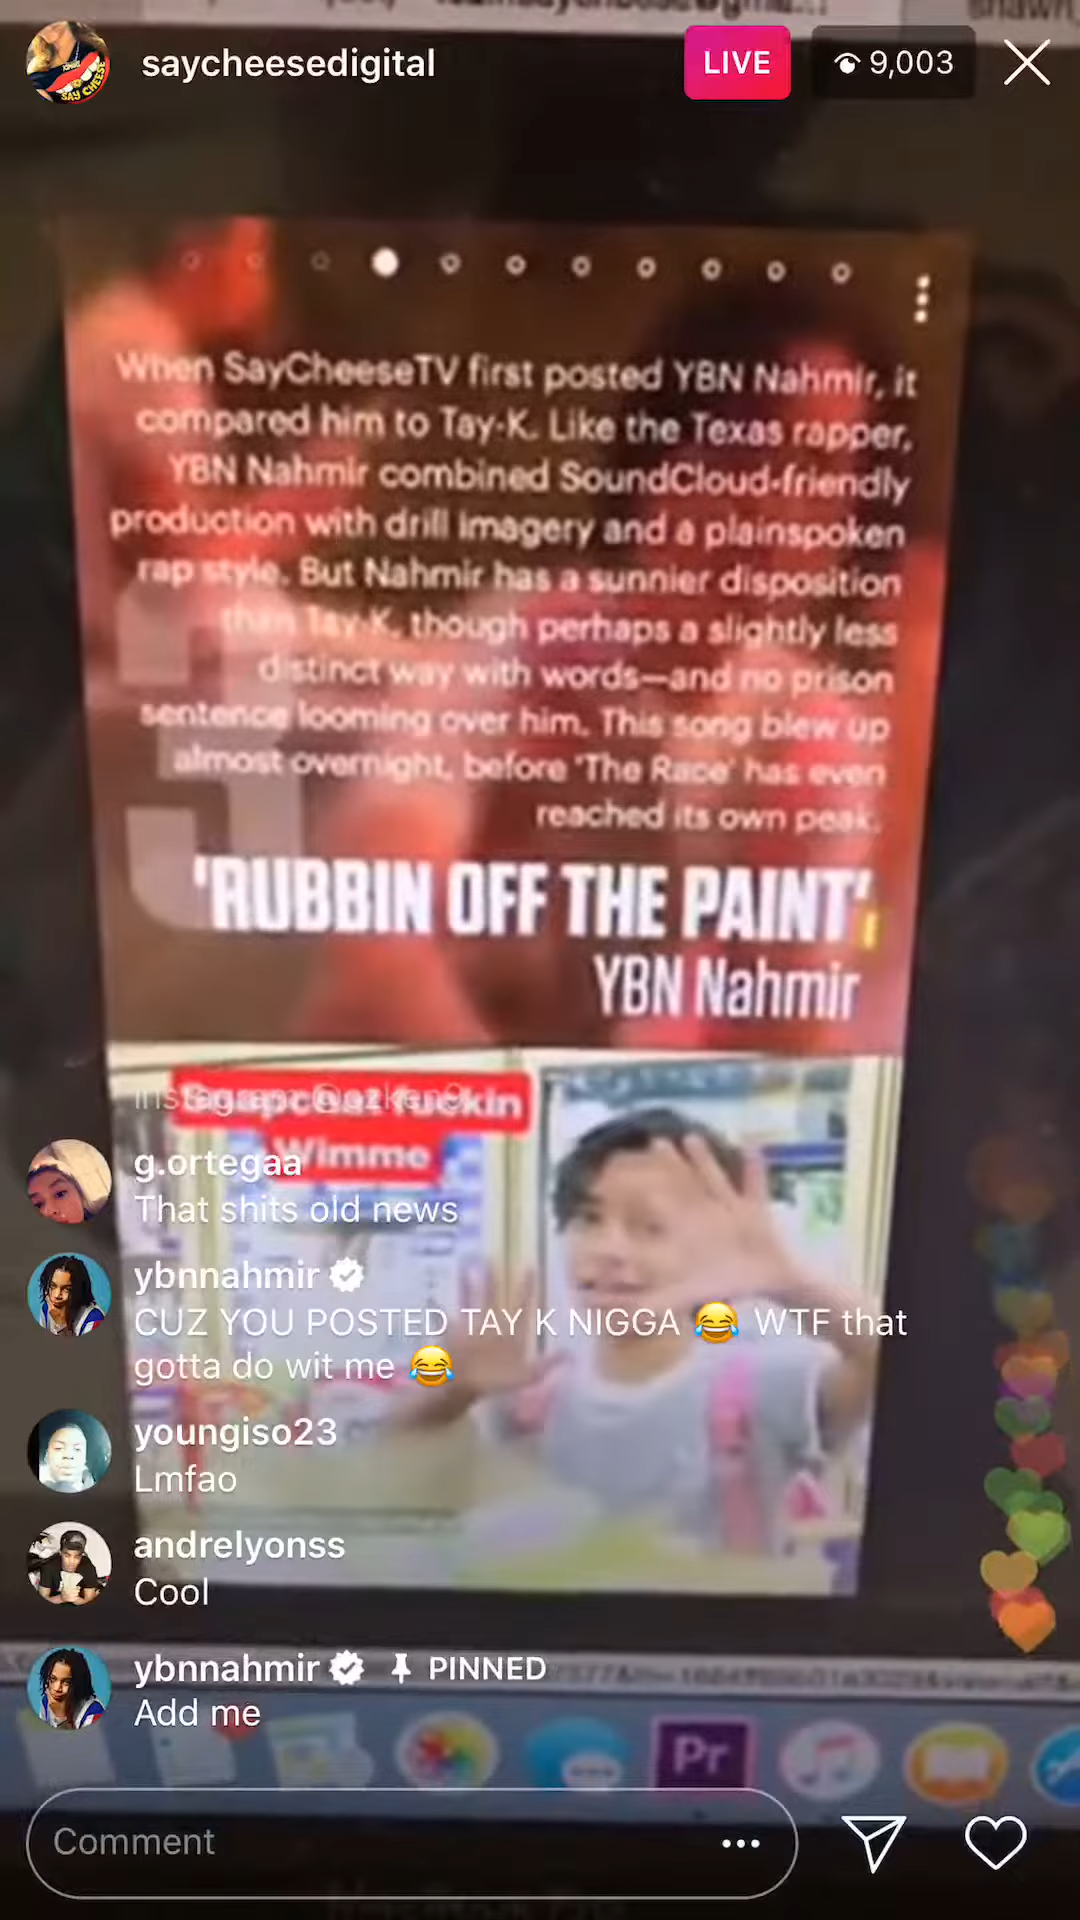 saycheesedigital
LIVE
9,003
When SayCheeseTV first posted YBN Nahmir, it
compared him to Tay-K. Like the Texas rapper,
YBN Nahmir combined SoundCloud-friendly
production with drill imagery and a plainspoken
rap style. But Nahmir has a sunnier disposition
than Tay-K, though perhaps a slightly less
distinct way with words—and no prison
sentence looming over him. This song blew up
almost overnight, before 'The Race' has even
reached its own peak.
3
'RUBBIN OFF THE PAINT',
YBN Nahmir
Wimme
g.ortegaa
That shits old news
ybnnahmir
CUZ YOU POSTED TAY K NIGGA 😂 WTF that
gotta do wit me 😂
youngiso23
Lmfao
andrelyonss
Cool
ybnnahmir PINNED
Add me
Pr
Comment